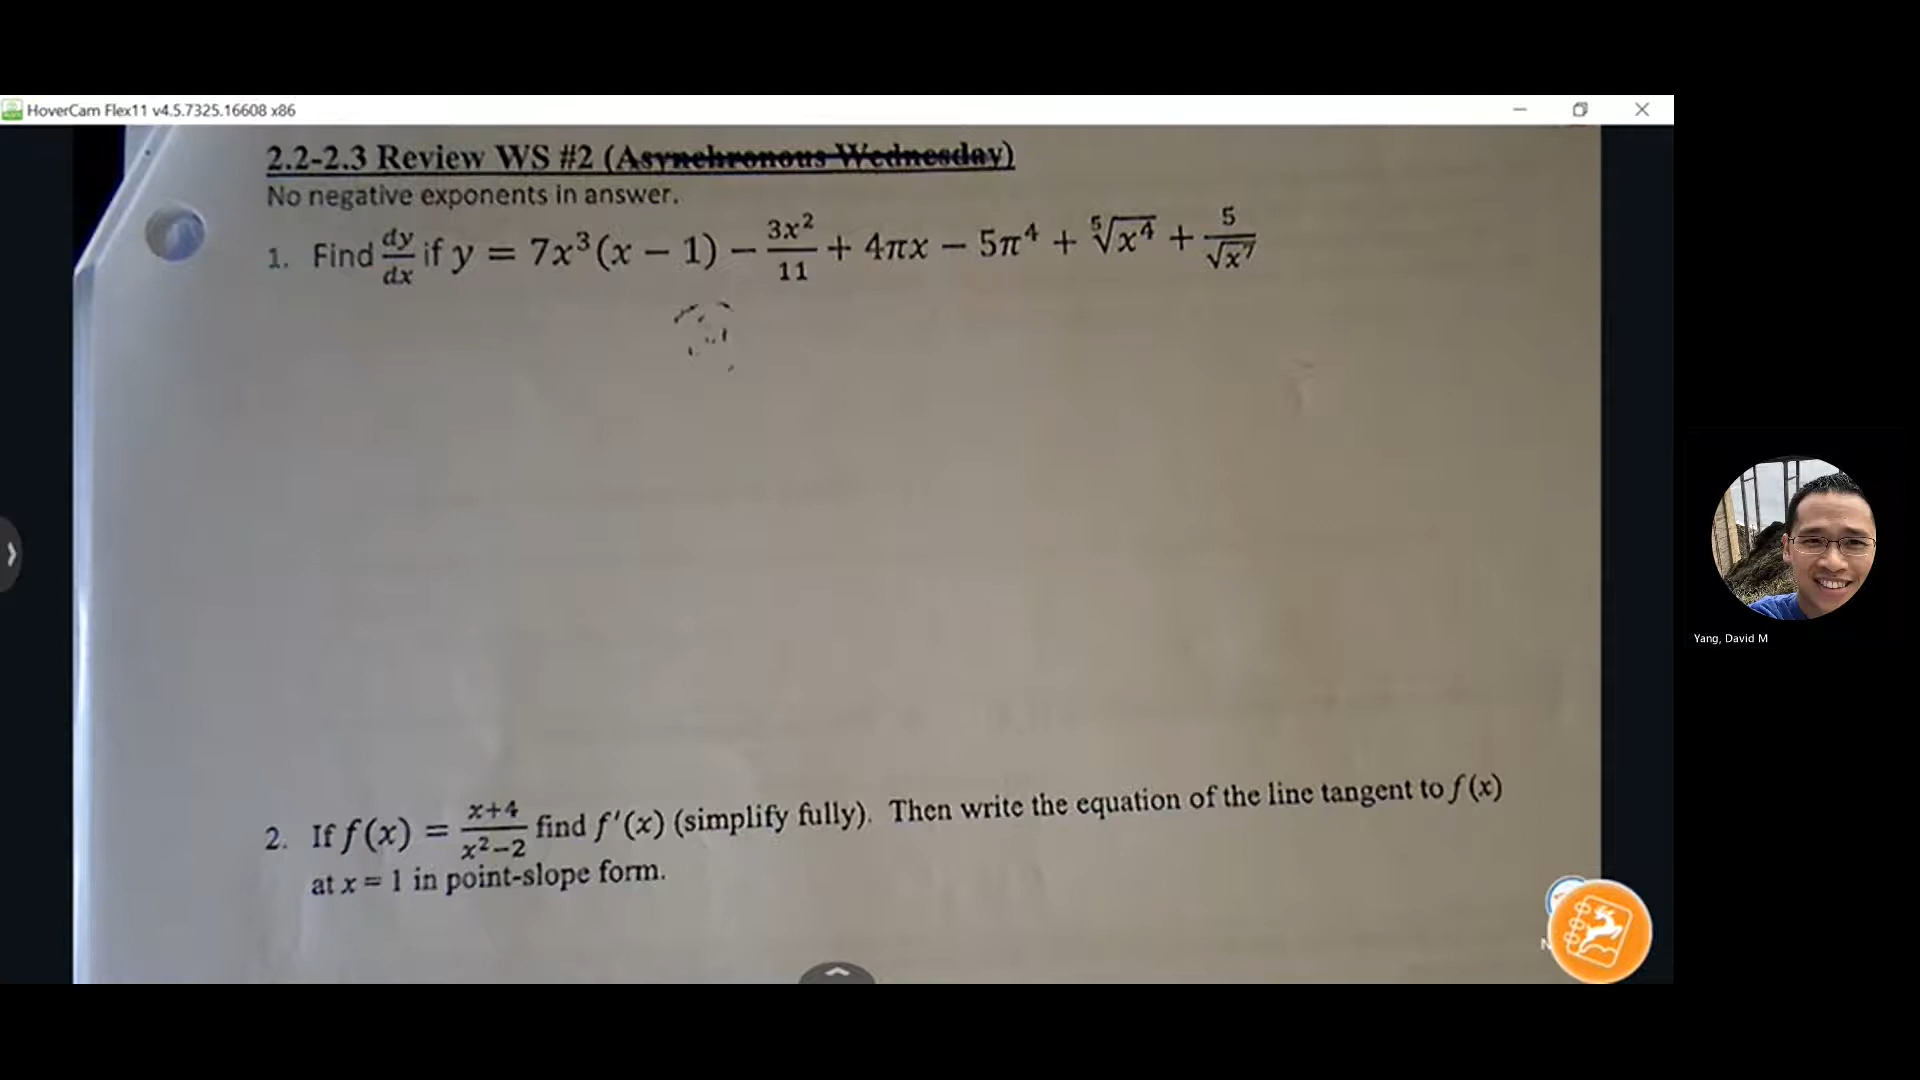 HoverCam Flex11 v4.5.7325.16608 x86
2.2-2.3 Review WS #2 (Asynchronous Wednesday)
No negative exponents in answer.
1. Find dy/dx if y = 7x³(x − 1) − 3x²/11 + 4πx − 5π⁴ + ⁵√x⁴ + 5/√x⁷
2. If f(x) = x+4/x²−2 find f′(x) (simplify fully). Then write the equation of the line tangent to f(x)
at x = 1 in point-slope form.
Yang, David M